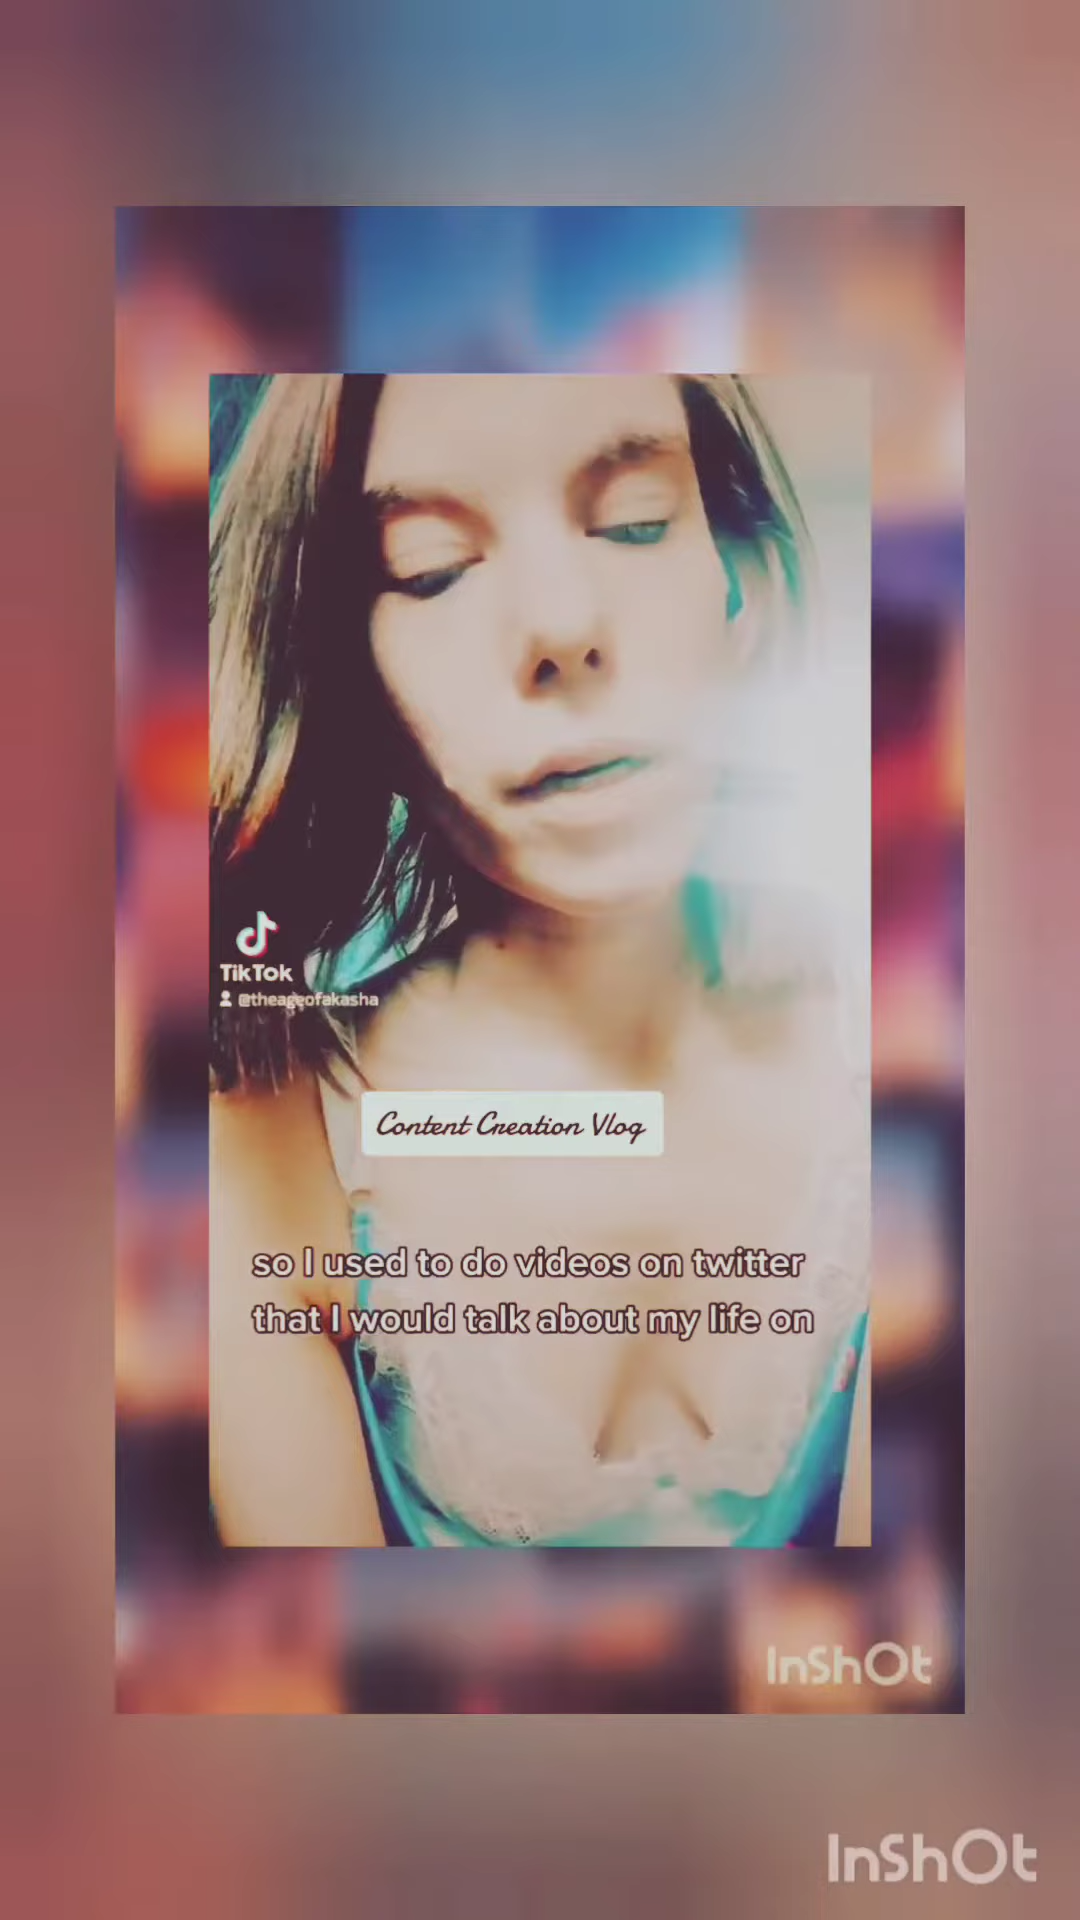 TikTok
@theageofakasha
Content Creation Vlog
so I used to do videos on twitter
that I would talk about my life on
InShOt
InShOt